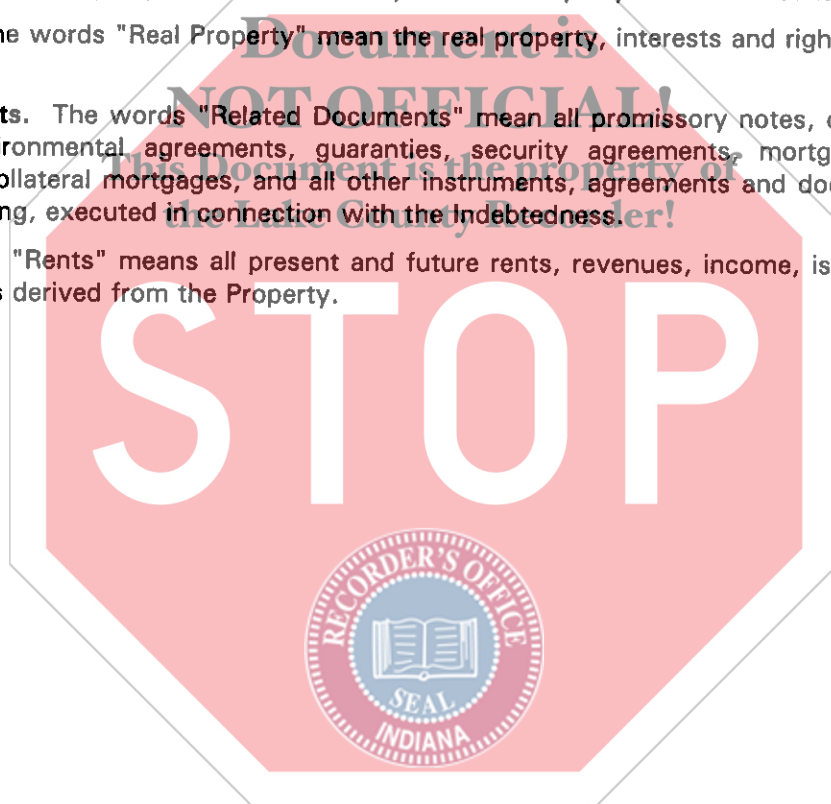 Document is
he words "Real Property" mean the real property, interests and righ
NOT OFFICIAL!
ts. The words "Related Documents" mean all promissory notes,
ironmental agreements, guaranties, security agreements, mortg
This Document is the property of
ollateral mortgages, and all other instruments, agreements and do
ng, executed in connection with the Indebtedness.
the Lake County Recorder!
"Rents" means all present and future rents, revenues, income, is
s derived from the Property.
STOP
RECORDER'S OFFICE
SEAL
INDIANA